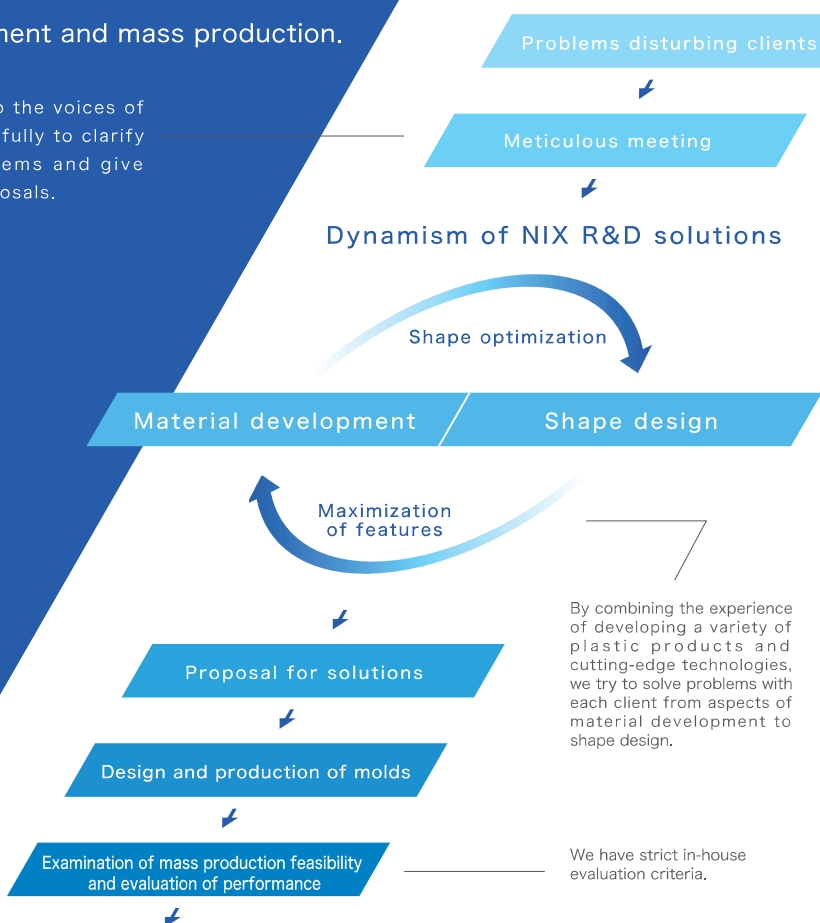 ment and mass production.
Problems disturbing clients
the voices of
fully to clarify
ems and give
osals.
Meticulous meeting
Dynamism of NIX R&D solutions
Shape optimization
Material development
Shape design
Maximization
of features
By combining the experience
of developing a variety of
plastic products and
cutting-edge technologies,
we try to solve problems with
each client from aspects of
material development to
shape design.
Proposal for solutions
Design and production of molds
Examination of mass production feasibility
and evaluation of performance
We have strict in-house
evaluation criteria.